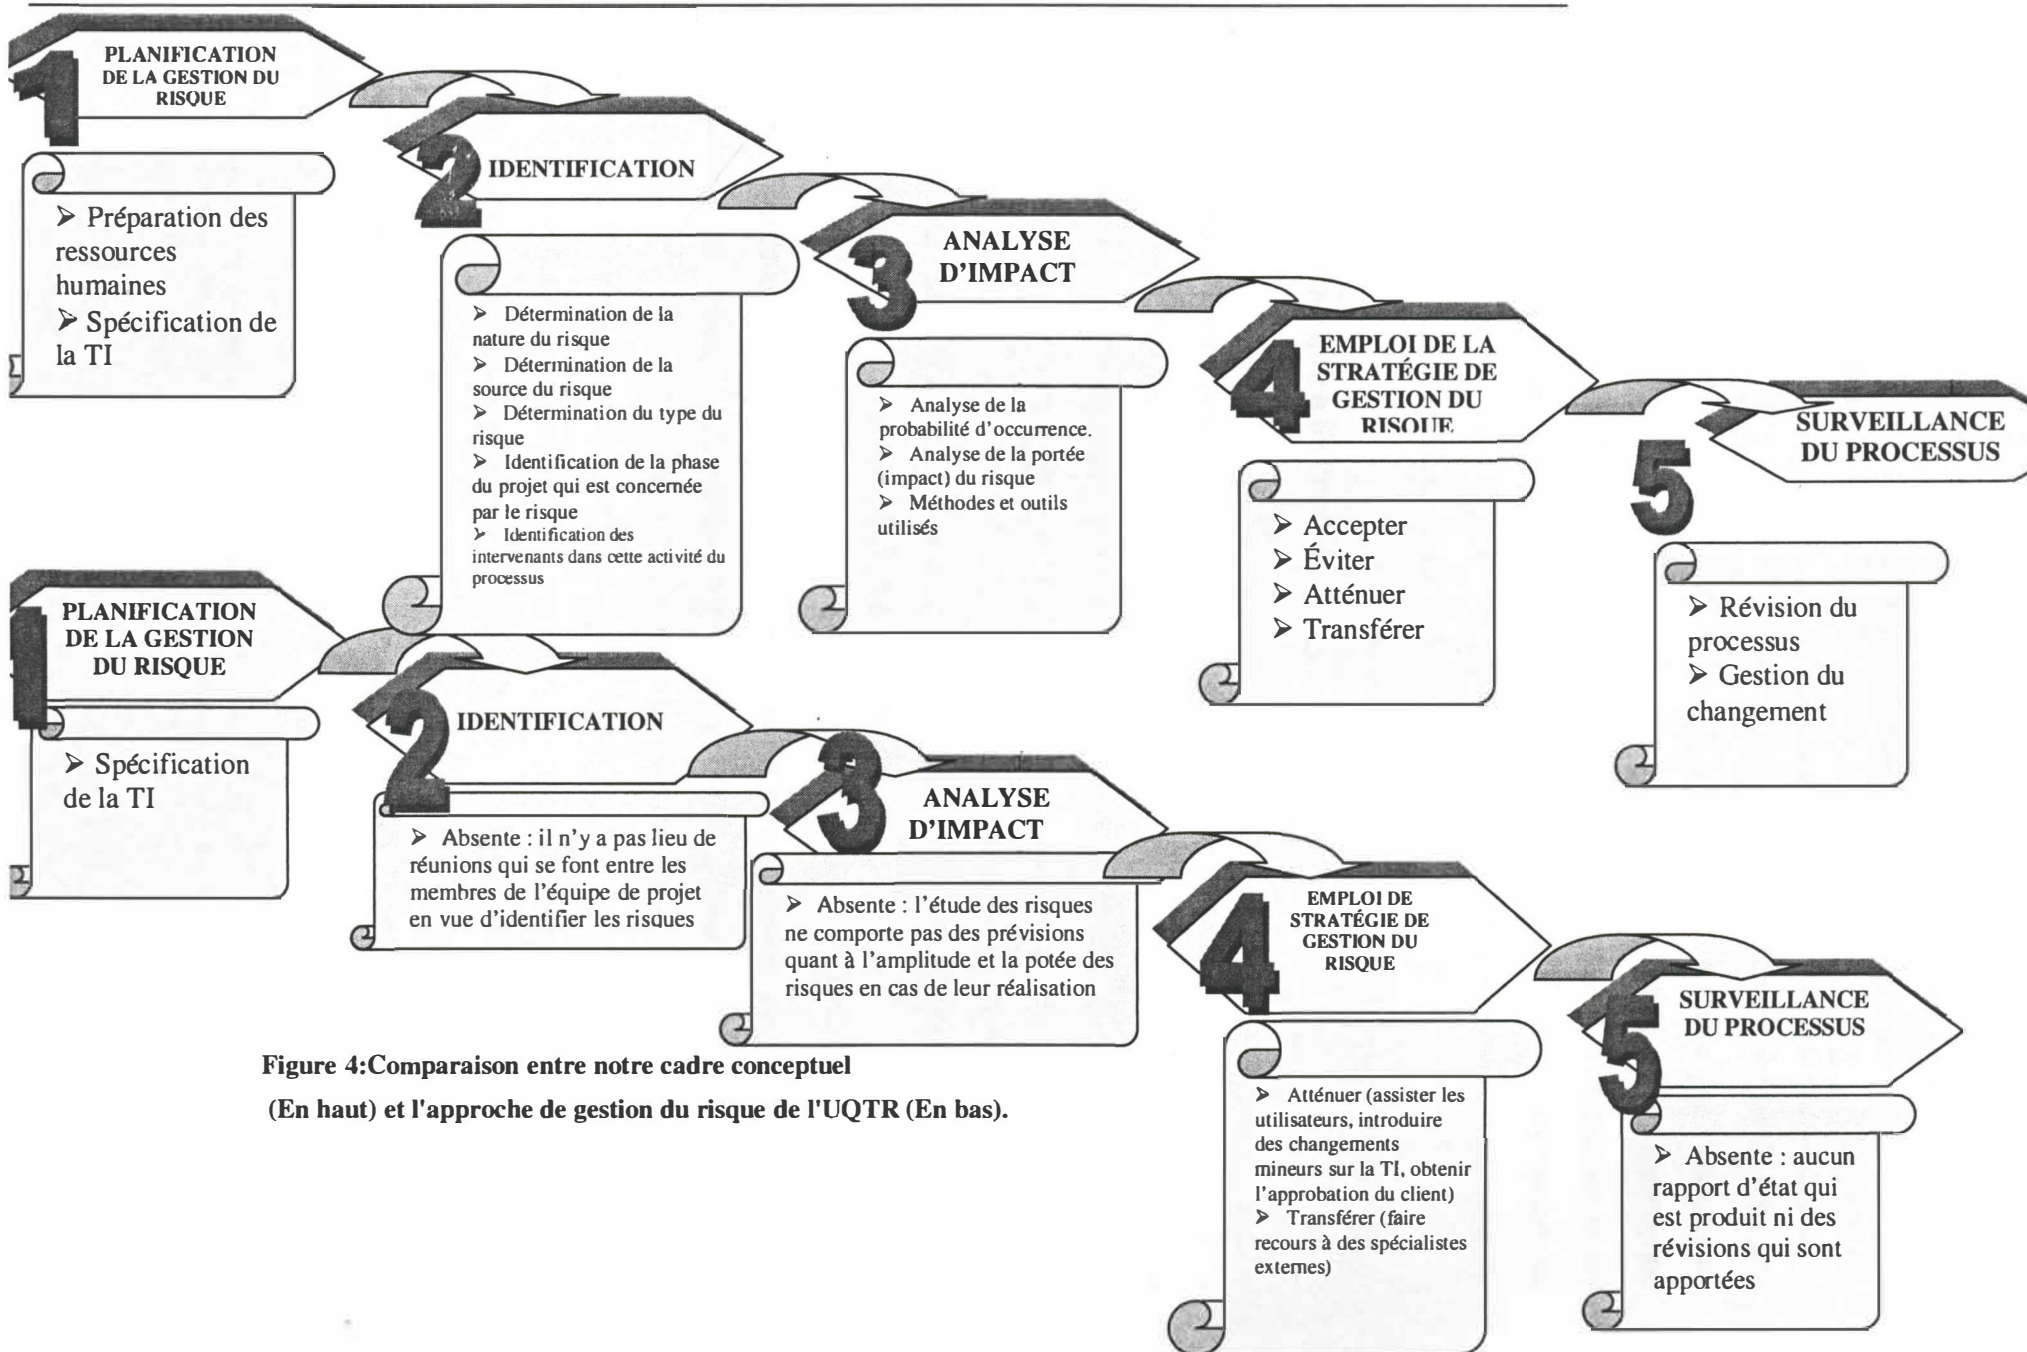 1
PLANIFICATION
DE LA GESTION DU
RISQUE
➢ Préparation des
ressources
humaines
➢ Spécification de
la TI
2
IDENTIFICATION
➢ Détermination de la
nature du risque
➢ Détermination de la
source du risque
➢ Détermination du type du
risque
➢ Identification de la phase
du projet qui est concernée
par le risque
➢ Identification des
intervenants dans cette activité du
processus
3
ANALYSE
D'IMPACT
➢ Analyse de la
probabilité d'occurrence.
➢ Analyse de la portée
(impact) du risque
➢ Méthodes et outils
utilisés
4
EMPLOI DE LA
STRATÉGIE DE
GESTION DU
RISQUE
➢ Accepter
➢ Éviter
➢ Atténuer
➢ Transférer
5
SURVEILLANCE
DU PROCESSUS
➢ Révision du
processus
➢ Gestion du
changement
1
PLANIFICATION
DE LA GESTION
DU RISQUE
➢ Spécification
de la TI
2
IDENTIFICATION
➢ Absente : il n'y a pas lieu de
réunions qui se font entre les
membres de l'équipe de projet
en vue d'identifier les risques
3
ANALYSE
D'IMPACT
➢ Absente : l'étude des risques
ne comporte pas des prévisions
quant à l'amplitude et la potée des
risques en cas de leur réalisation
4
EMPLOI DE
STRATÉGIE DE
GESTION DU
RISQUE
➢ Atténuer (assister les
utilisateurs, introduire
des changements
mineurs sur la TI, obtenir
l'approbation du client)
➢ Transférer (faire
recours à des spécialistes
externes)
5
SURVEILLANCE
DU PROCESSUS
➢ Absente : aucun
rapport d'état qui
est produit ni des
révisions qui sont
apportées
Figure 4:Comparaison entre notre cadre conceptuel
(En haut) et l'approche de gestion du risque de l'UQTR (En bas).